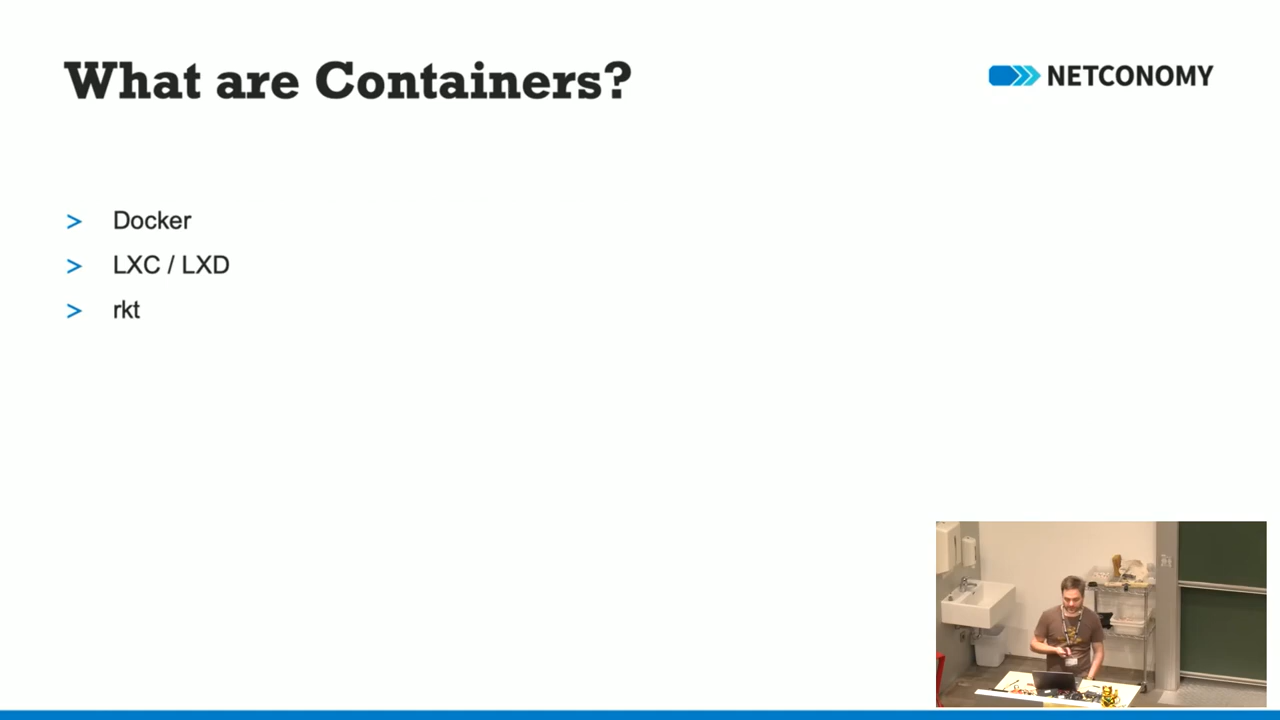 What are Containers?
NETCONOMY
> Docker
> LXC / LXD
> rkt